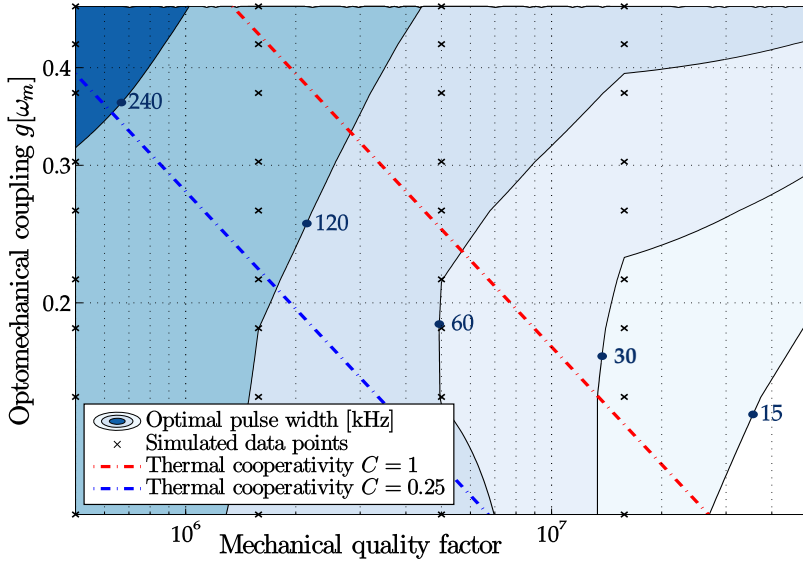 Optomechanical coupling g[ω_m]
0.4
0.3
0.2
240
120
60
30
15
Optimal pulse width [kHz]
Simulated data points
Thermal cooperativity C = 1
Thermal cooperativity C = 0.25
10^6
10^7
Mechanical quality factor